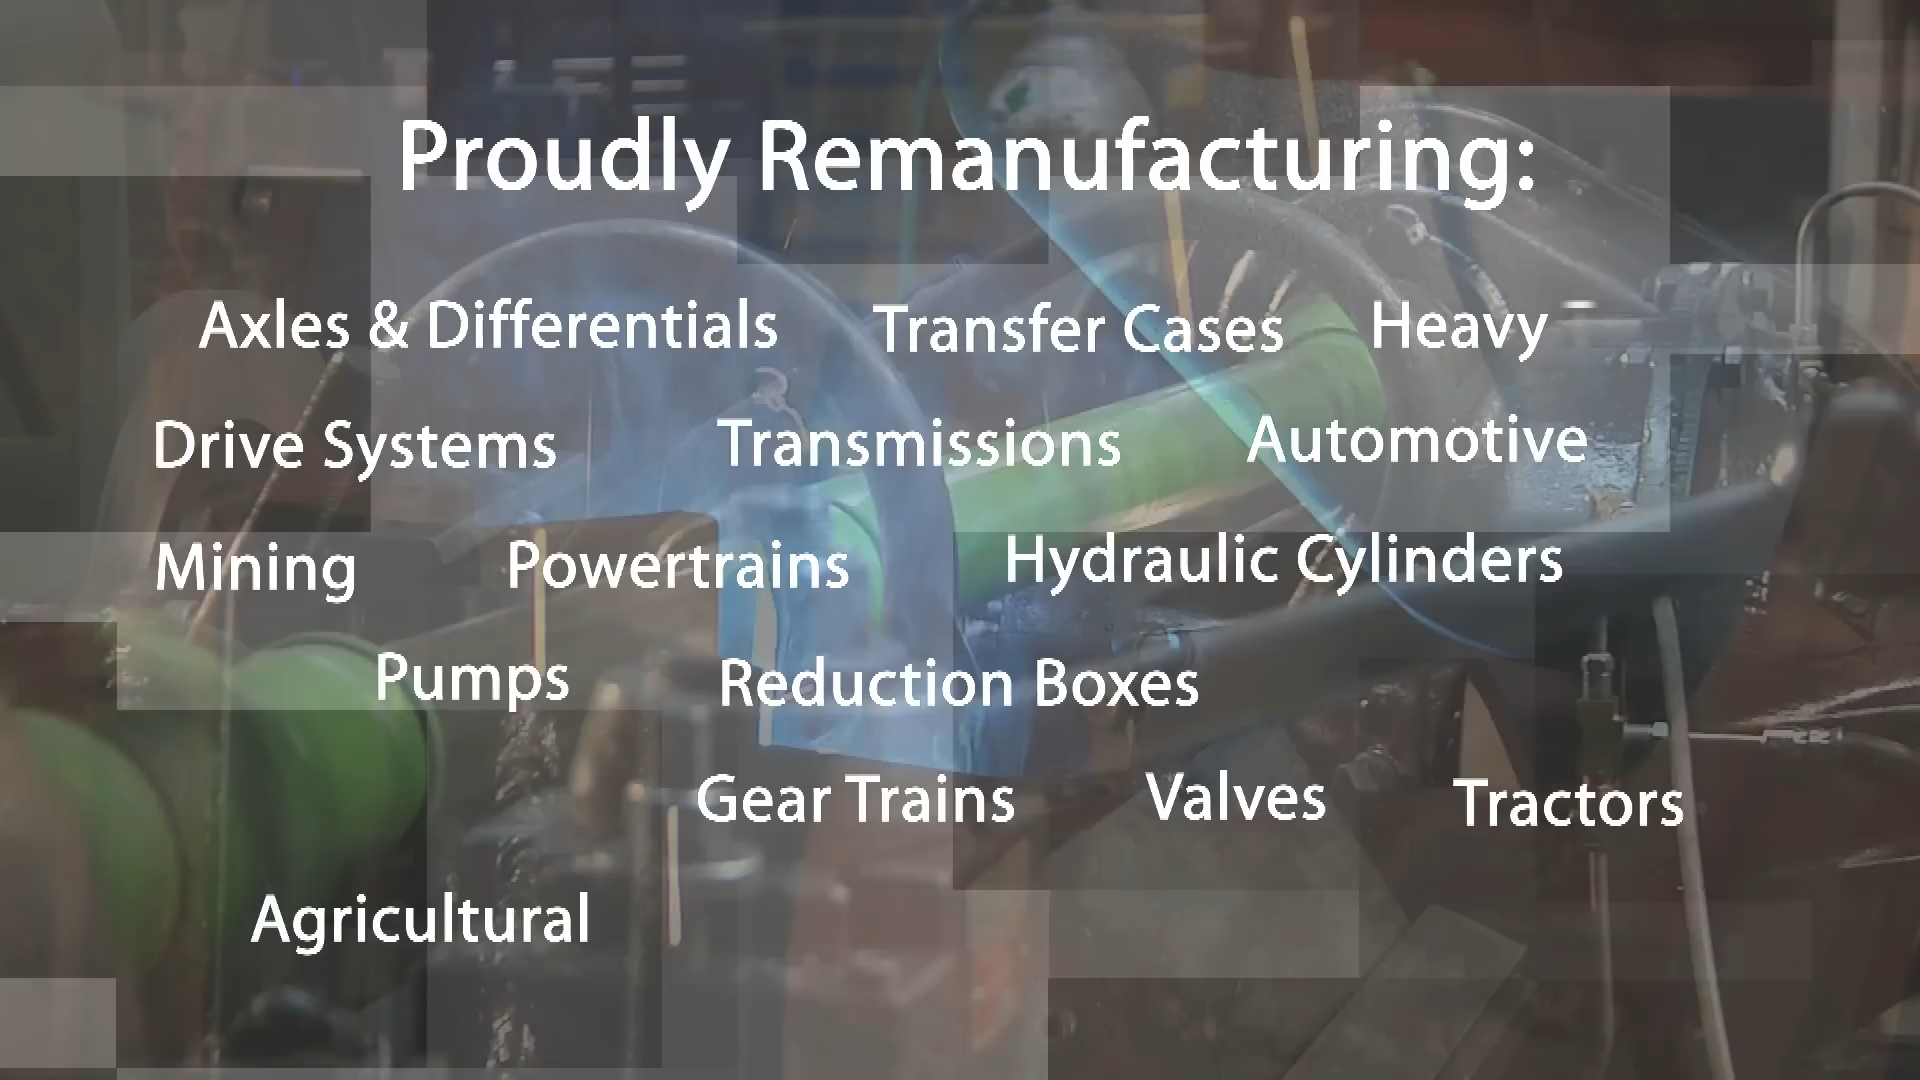 Proudly Remanufacturing:
Axles & Differentials Transfer Cases Heavy
Drive Systems Transmissions Automotive
Mining Powertrains Hydraulic Cylinders
Pumps Reduction Boxes
Gear Trains Valves Tractors
Agricultural